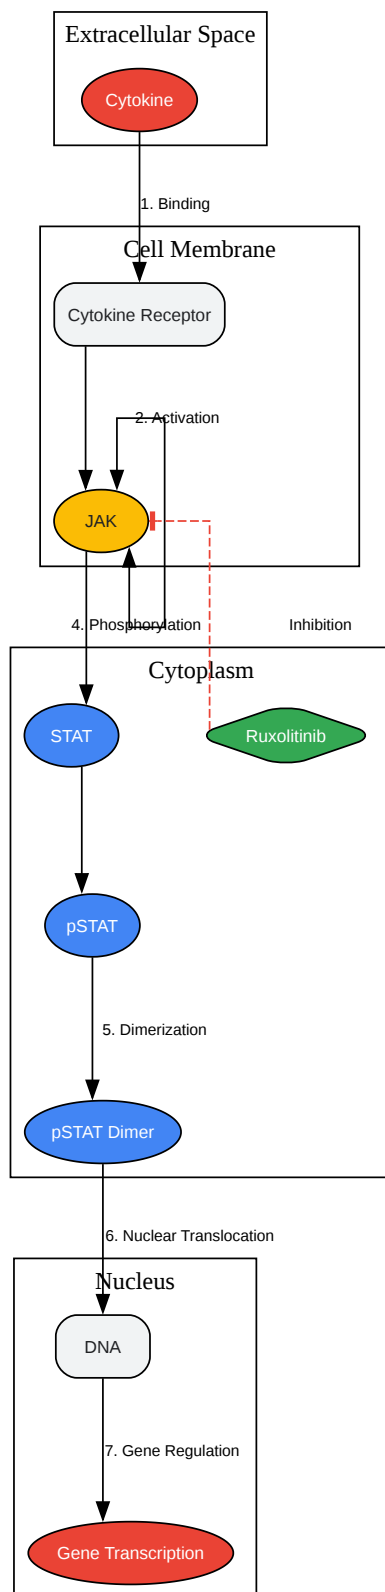 Extracellular Space
Cytokine
1. Binding
Cell Membrane
Cytokine Receptor
2. Activation
JAK
4. Phosphorylation
Inhibition
Cytoplasm
STAT
Ruxolitinib
pSTAT
5. Dimerization
pSTAT Dimer
6. Nuclear Translocation
Nucleus
DNA
7. Gene Regulation
Gene Transcription